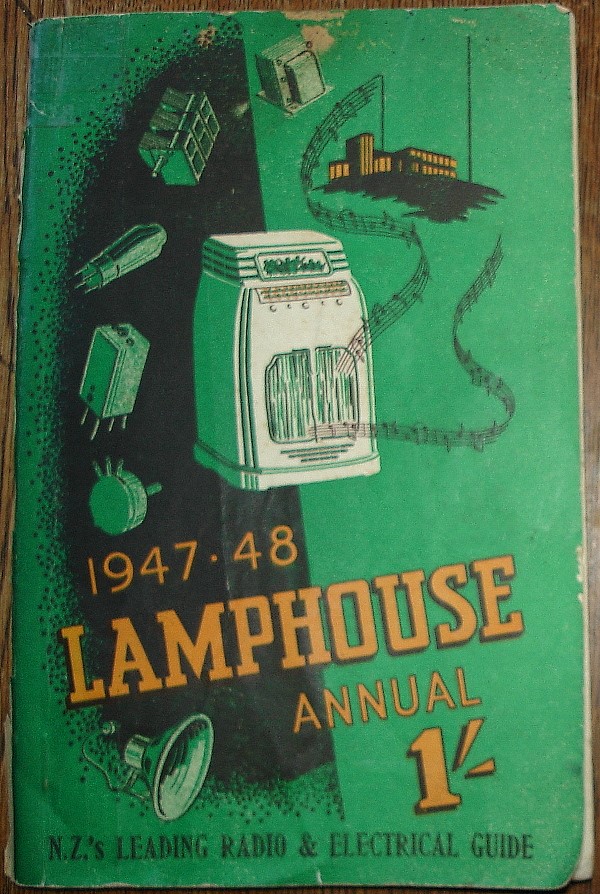 1947·48
LAMPHOUSE
ANNUAL
1/-
N.Z.'s LEADING RADIO & ELECTRICAL GUIDE